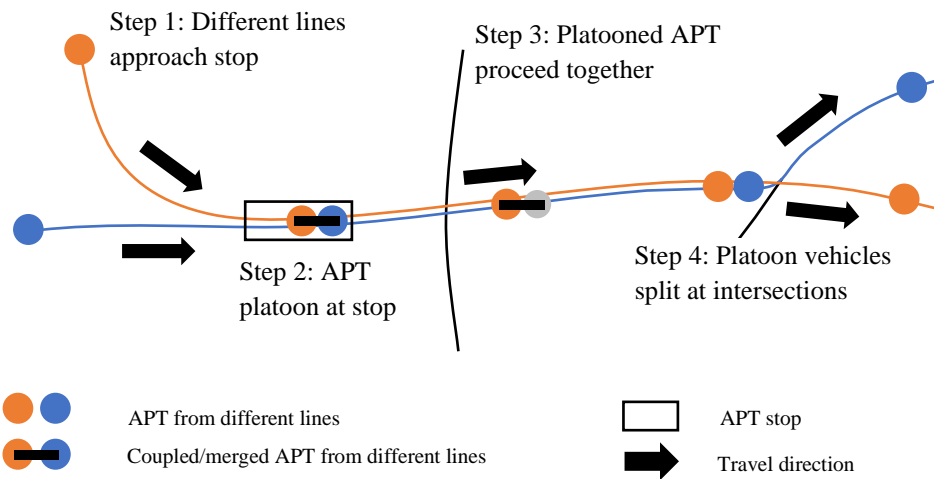 Step 1: Different lines
approach stop
Step 3: Platooned APT
proceed together
Step 2: APT
platoon at stop
Step 4: Platoon vehicles
split at intersections
APT from different lines
APT stop
Coupled/merged APT from different lines
Travel direction